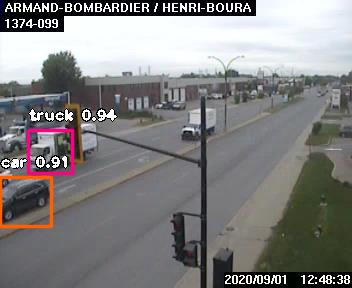 ARMAND-BOMBARDIER / HENRI-BOURA
1374-099
truck 0.94
car 0.91
2020/09/01 12:48:38